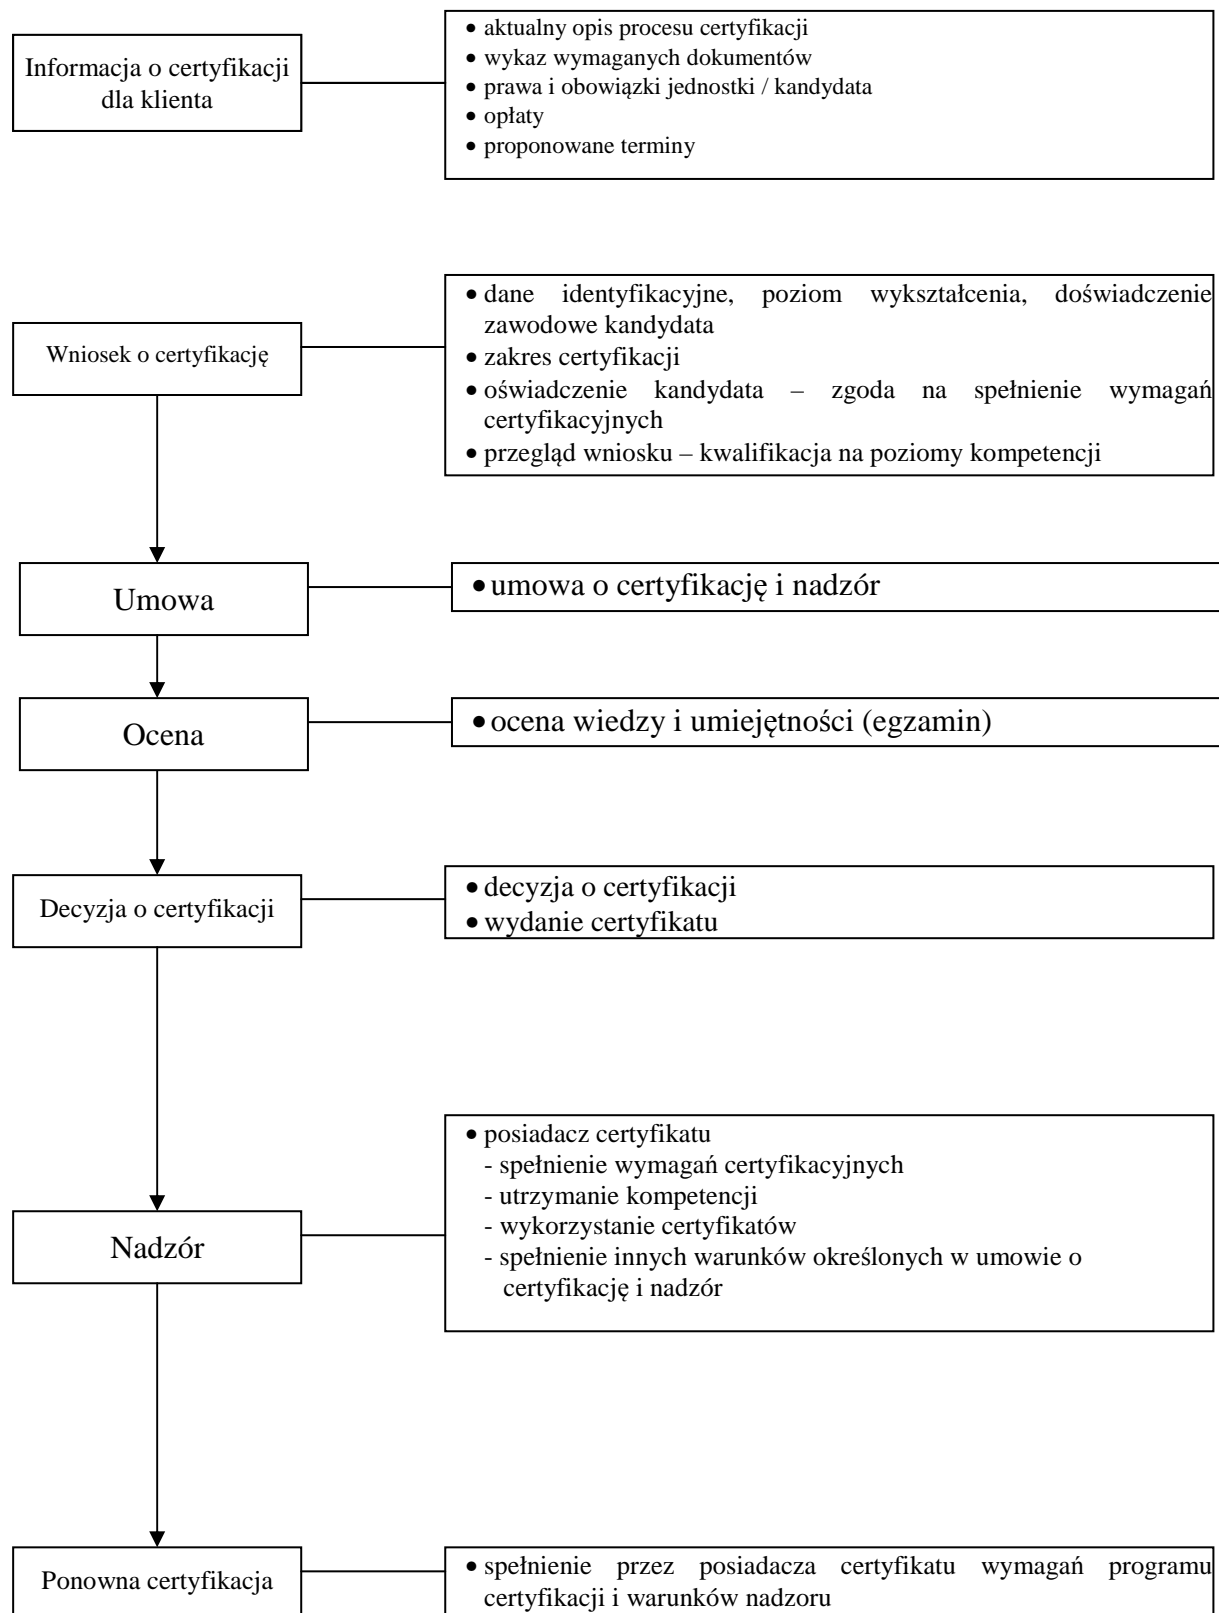 Informacja o certyfikacji
dla klienta
• aktualny opis procesu certyfikacji
• wykaz wymaganych dokumentów
• prawa i obowiązki jednostki / kandydata
• opłaty
• proponowane terminy
Wniosek o certyfikację
• dane identyfikacyjne, poziom wykształcenia, doświadczenie
zawodowe kandydata
• zakres certyfikacji
• oświadczenie kandydata – zgoda na spełnienie wymagań
certyfikacyjnych
• przegląd wniosku – kwalifikacja na poziomy kompetencji
Umowa
• umowa o certyfikację i nadzór
Ocena
• ocena wiedzy i umiejętności (egzamin)
Decyzja o certyfikacji
• decyzja o certyfikacji
• wydanie certyfikatu
Nadzór
• posiadacz certyfikatu
- spełnienie wymagań certyfikacyjnych
- utrzymanie kompetencji
- wykorzystanie certyfikatów
- spełnienie innych warunków określonych w umowie o
certyfikację i nadzór
Ponowna certyfikacja
• spełnienie przez posiadacza certyfikatu wymagań programu
certyfikacji i warunków nadzoru